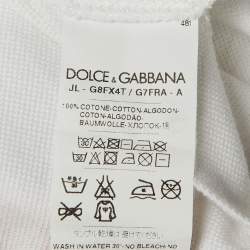 481
DOLCE & GABBANA
JL - G8FX4T / G7FRA - A
100% COTONE-COTTON-ALGODON-
COTON-ALGODÃO-
BAUMWOLLE-ХЛОПОК-棉
WASH IN WATER 30°-NO BLEACH-NO